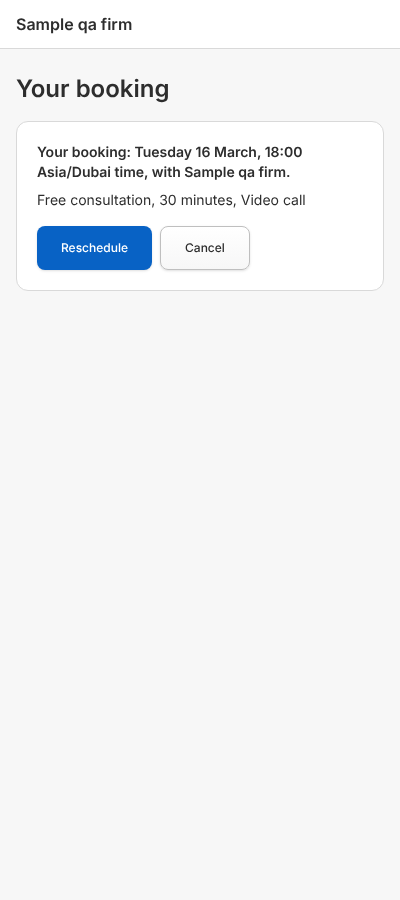 Sample qa firm
Your booking
Your booking: Tuesday 16 March, 18:00
Asia/Dubai time, with Sample qa firm.
Free consultation, 30 minutes, Video call
Reschedule
Cancel